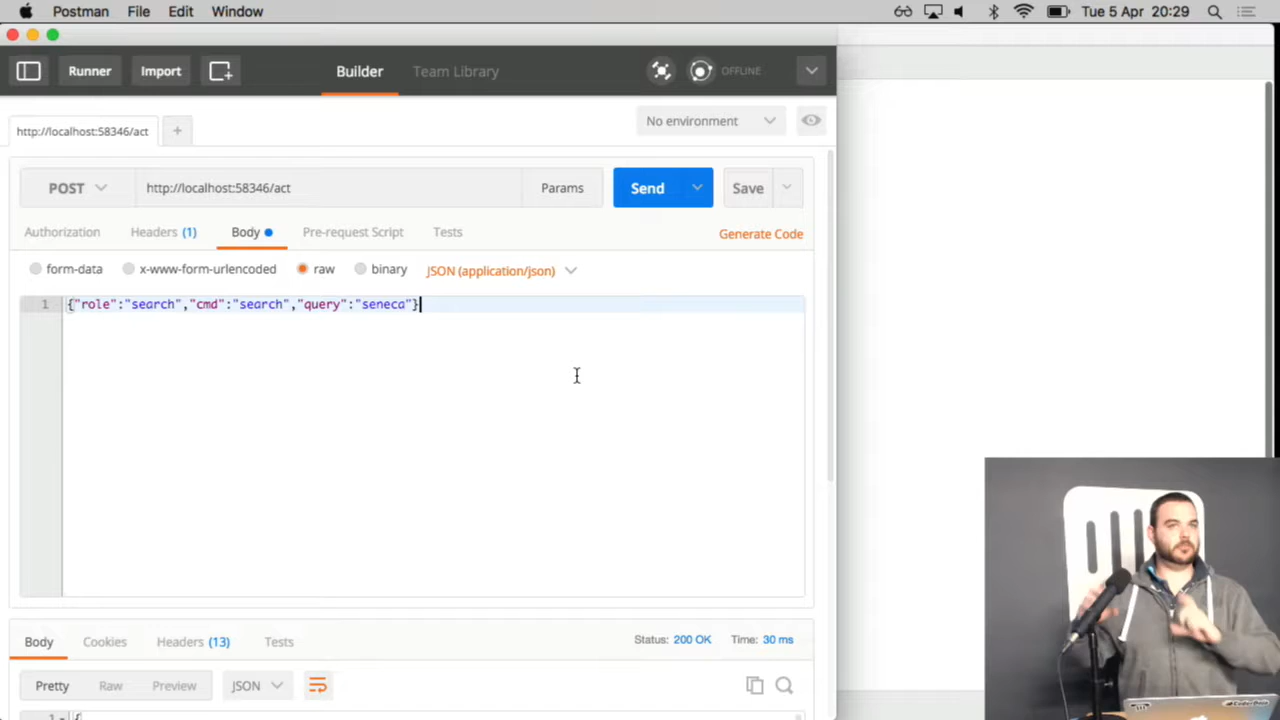 Postman File Edit Window Tue 5 Apr 20:29
Runner Import Builder Team Library OFFLINE
No environment
http://localhost:58346/act +
POST http://localhost:58346/act Params Send Save
Authorization Headers (1) Body Pre-request Script Tests Generate Code
form-data x-www-form-urlencoded raw binary JSON (application/json)
1 {"role":"search","cmd":"search","query":"seneca"}
Body Cookies Headers (13) Tests Status: 200 OK Time: 30 ms
Pretty Raw Preview JSON
1 {